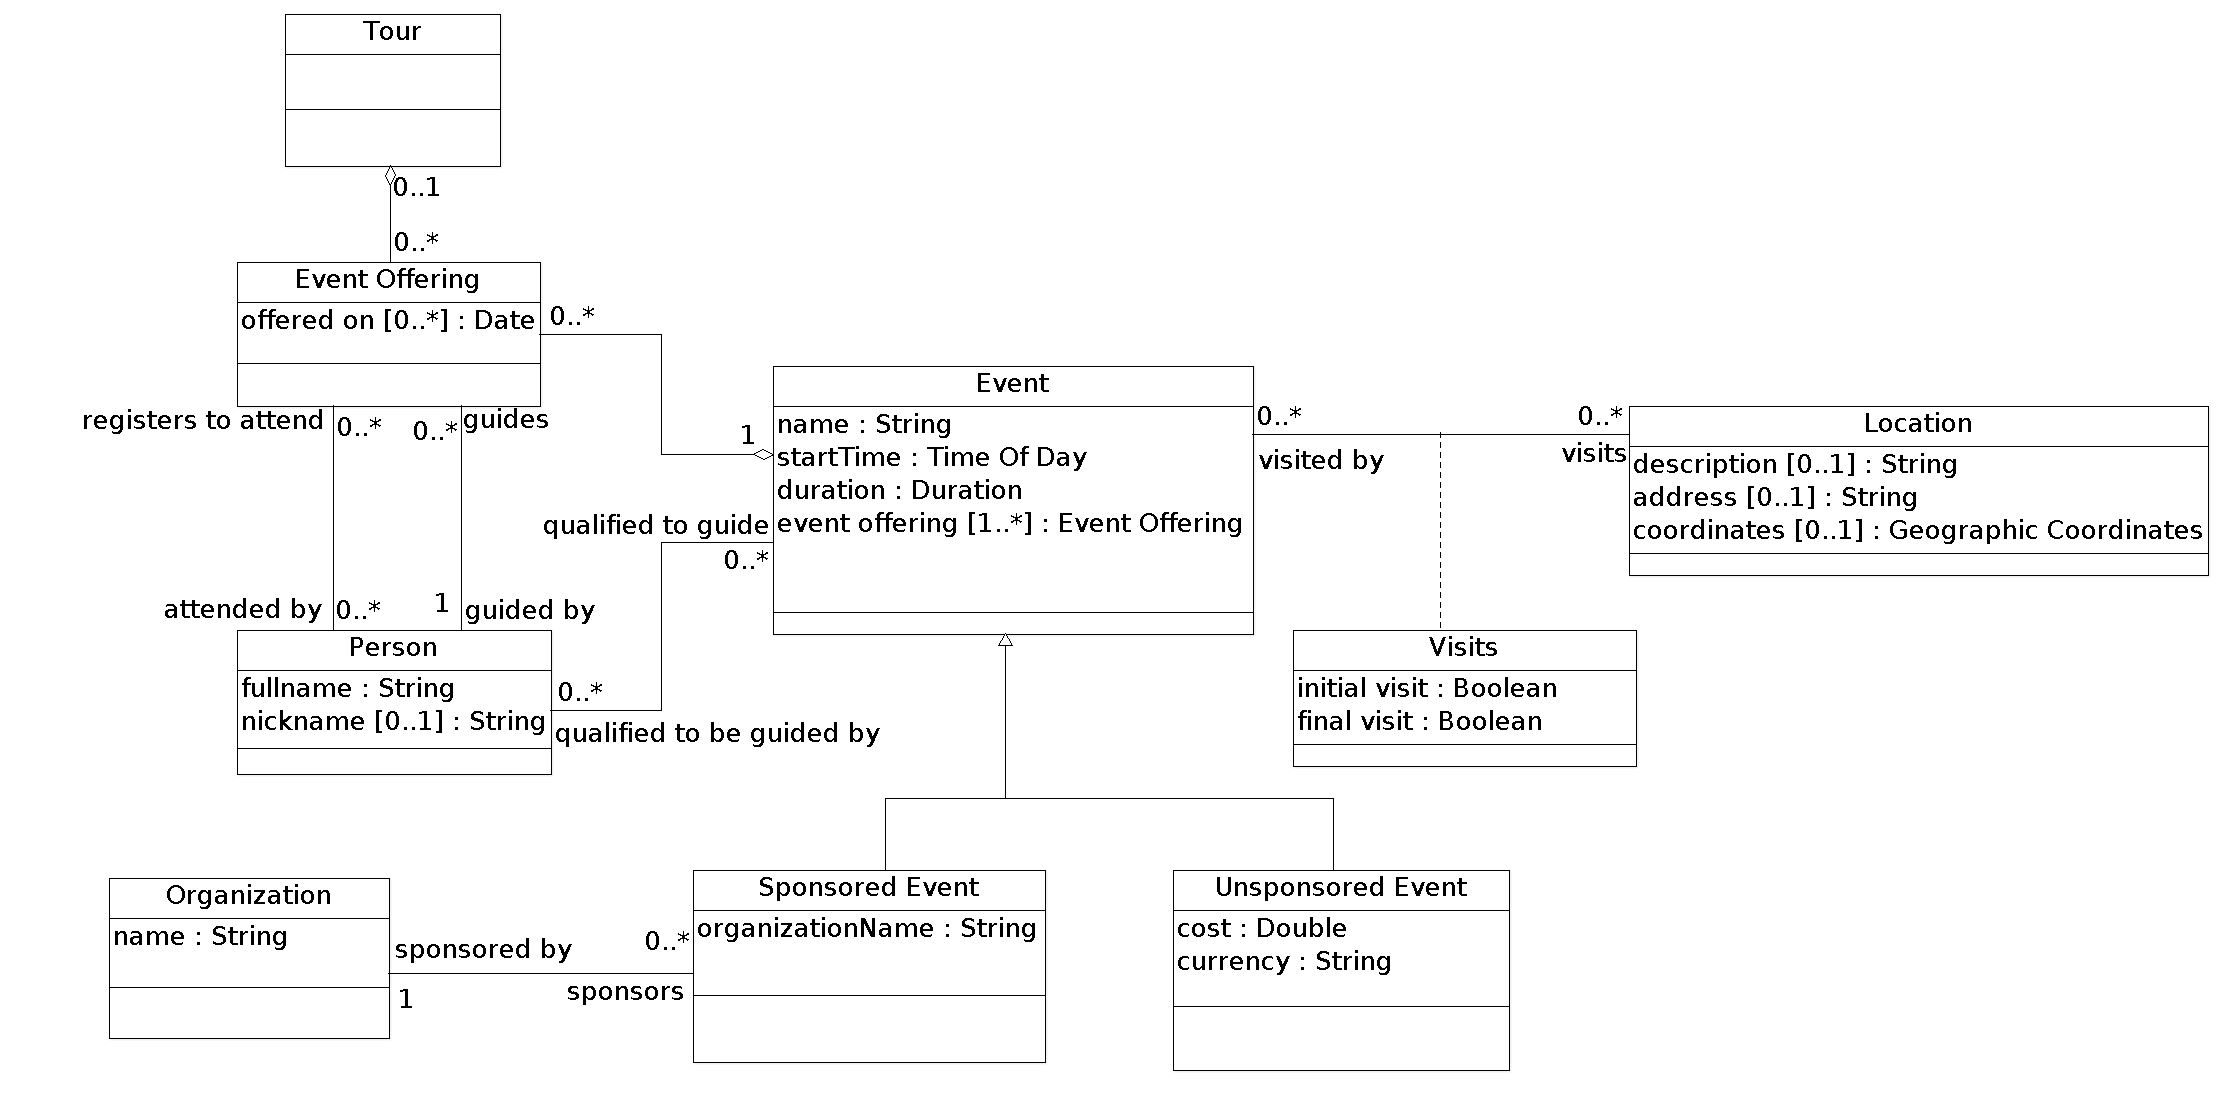 Tour
0..1
0..*
Event Offering
offered on [0..*] : Date
0..*
registers to attend
0..*
0..*
guides
attended by
0..*
1
guided by
Person
fullname : String
nickname [0..1] : String
0..*
qualified to be guided by
1
qualified to guide
0..*
Event
name : String
startTime : Time Of Day
duration : Duration
event offering [1..*] : Event Offering
0..*
visited by
0..*
visits
Location
description [0..1] : String
address [0..1] : String
coordinates [0..1] : Geographic Coordinates
Visits
initial visit : Boolean
final visit : Boolean
Organization
name : String
sponsored by
1
0..*
sponsors
Sponsored Event
organizationName : String
Unsponsored Event
cost : Double
currency : String